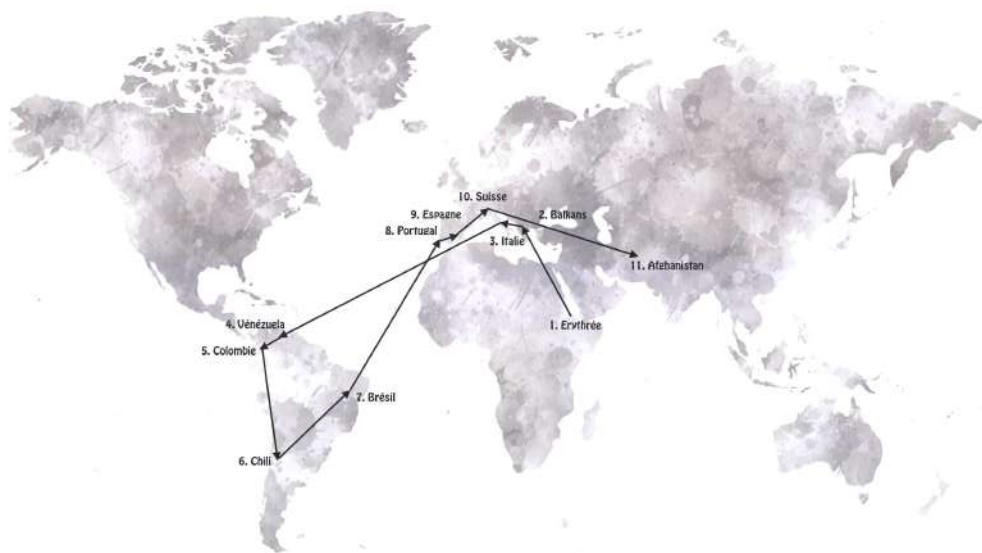 10. Suisse
9. Espagne
2. Balkans
8. Portugal
3. Italie
11. Afghanistan
4. Vénézuela
1. Erythrée
5. Colombie
7. Brésil
6. Chili